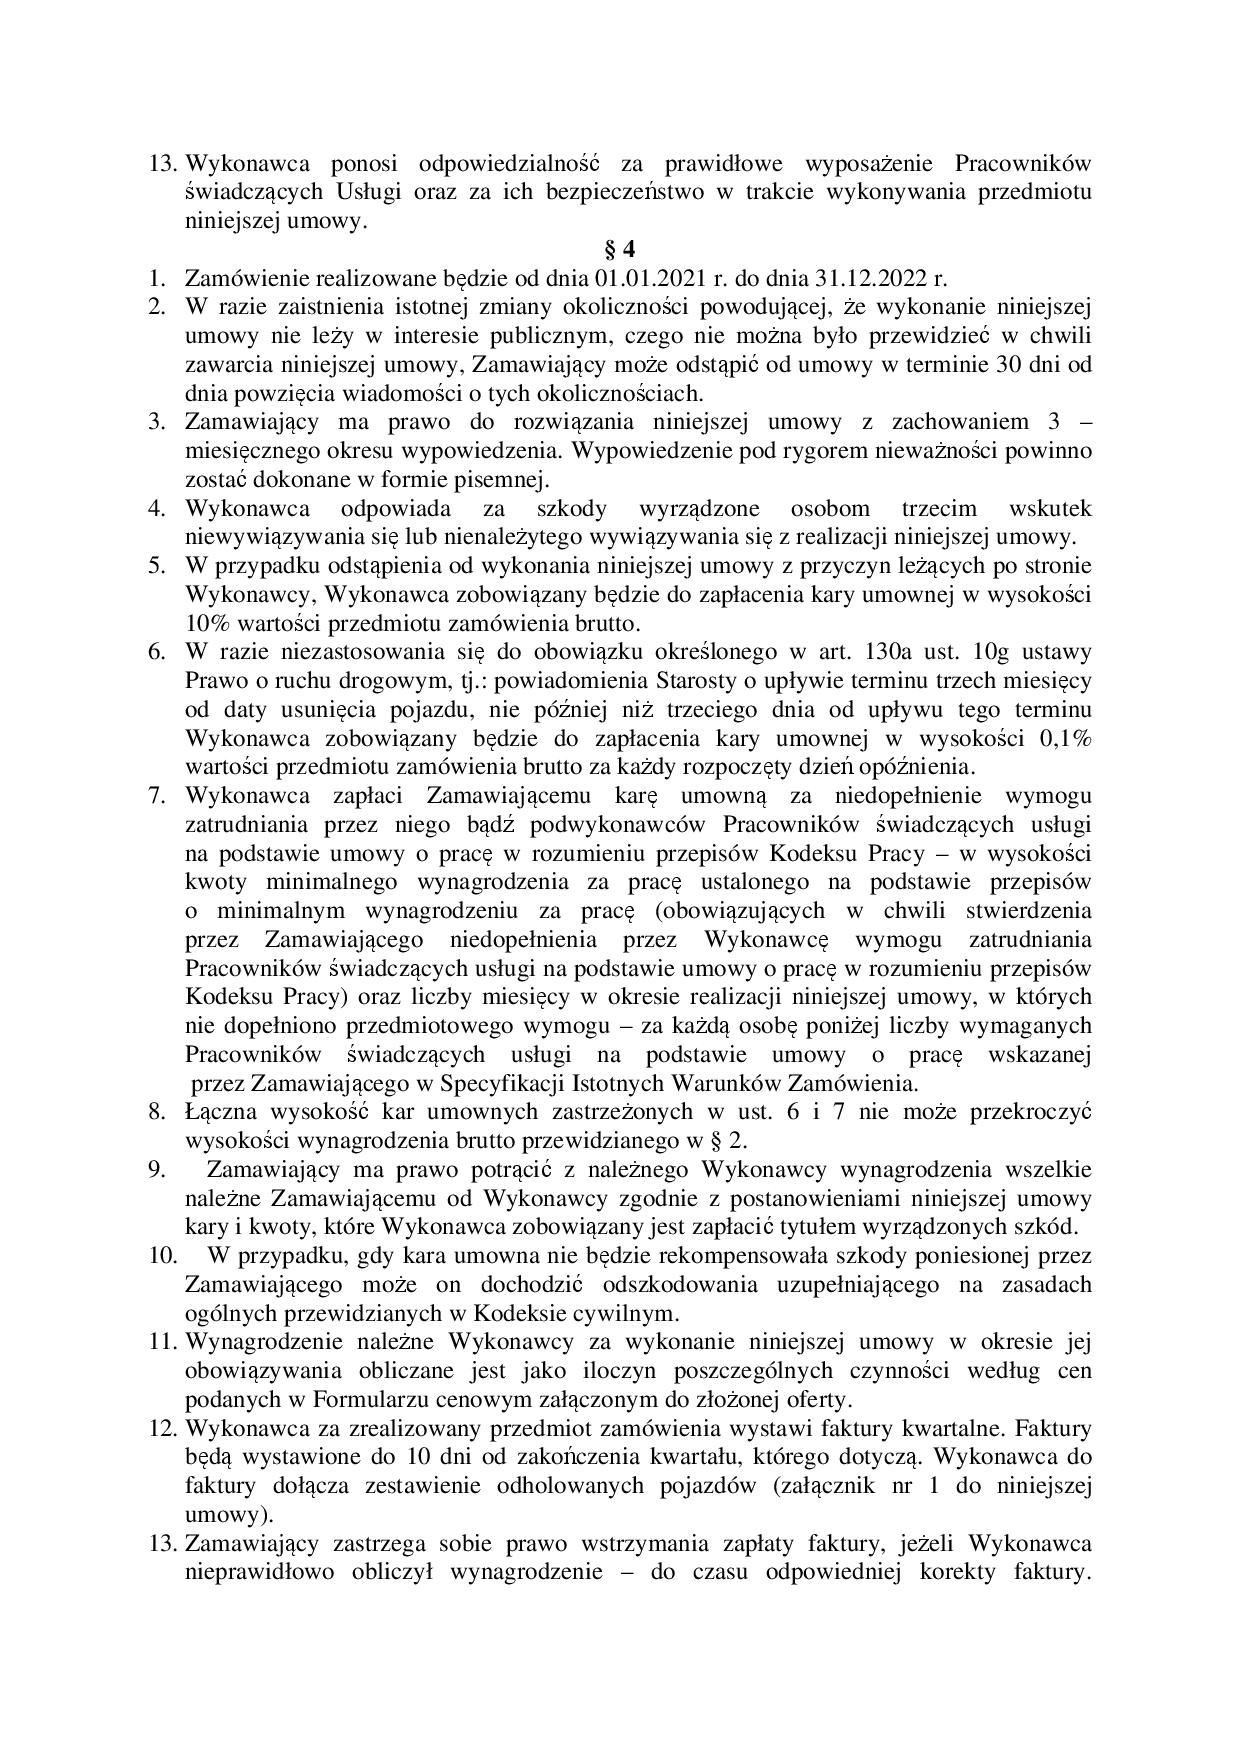 13. Wykonawca ponosi odpowiedzialność za prawidłowe wyposażenie Pracowników
świadczących Usługi oraz za ich bezpieczeństwo w trakcie wykonywania przedmiotu
niniejszej umowy.
§ 4
1. Zamówienie realizowane będzie od dnia 01.01.2021 r. do dnia 31.12.2022 r.
2. W razie zaistnienia istotnej zmiany okoliczności powodującej, że wykonanie niniejszej
umowy nie leży w interesie publicznym, czego nie można było przewidzieć w chwili
zawarcia niniejszej umowy, Zamawiający może odstąpić od umowy w terminie 30 dni od
dnia powzięcia wiadomości o tych okolicznościach.
3. Zamawiający ma prawo do rozwiązania niniejszej umowy z zachowaniem 3 –
miesięcznego okresu wypowiedzenia. Wypowiedzenie pod rygorem nieważności powinno
zostać dokonane w formie pisemnej.
4. Wykonawca odpowiada za szkody wyrządzone osobom trzecim wskutek
niewywiązywania się lub nienależytego wywiązywania się z realizacji niniejszej umowy.
5. W przypadku odstąpienia od wykonania niniejszej umowy z przyczyn leżących po stronie
Wykonawcy, Wykonawca zobowiązany będzie do zapłacenia kary umownej w wysokości
10% wartości przedmiotu zamówienia brutto.
6. W razie niezastosowania się do obowiązku określonego w art. 130a ust. 10g ustawy
Prawo o ruchu drogowym, tj.: powiadomienia Starosty o upływie terminu trzech miesięcy
od daty usunięcia pojazdu, nie później niż trzeciego dnia od upływu tego terminu
Wykonawca zobowiązany będzie do zapłacenia kary umownej w wysokości 0,1%
wartości przedmiotu zamówienia brutto za każdy rozpoczęty dzień opóźnienia.
7. Wykonawca zapłaci Zamawiającemu karę umowną za niedopełnienie wymogu
zatrudniania przez niego bądź podwykonawców Pracowników świadczących usługi
na podstawie umowy o pracę w rozumieniu przepisów Kodeksu Pracy – w wysokości
kwoty minimalnego wynagrodzenia za pracę ustalonego na podstawie przepisów
o minimalnym wynagrodzeniu za pracę (obowiązujących w chwili stwierdzenia
przez Zamawiającego niedopełnienia przez Wykonawcę wymogu zatrudniania
Pracowników świadczących usługi na podstawie umowy o pracę w rozumieniu przepisów
Kodeksu Pracy) oraz liczby miesięcy w okresie realizacji niniejszej umowy, w których
nie dopełniono przedmiotowego wymogu – za każdą osobę poniżej liczby wymaganych
Pracowników świadczących usługi na podstawie umowy o pracę wskazanej
przez Zamawiającego w Specyfikacji Istotnych Warunków Zamówienia.
8. Łączna wysokość kar umownych zastrzeżonych w ust. 6 i 7 nie może przekroczyć
wysokości wynagrodzenia brutto przewidzianego w § 2.
9. Zamawiający ma prawo potrącić z należnego Wykonawcy wynagrodzenia wszelkie
należne Zamawiającemu od Wykonawcy zgodnie z postanowieniami niniejszej umowy
kary i kwoty, które Wykonawca zobowiązany jest zapłacić tytułem wyrządzonych szkód.
10. W przypadku, gdy kara umowna nie będzie rekompensowała szkody poniesionej przez
Zamawiającego może on dochodzić odszkodowania uzupełniającego na zasadach
ogólnych przewidzianych w Kodeksie cywilnym.
11. Wynagrodzenie należne Wykonawcy za wykonanie niniejszej umowy w okresie jej
obowiązywania obliczane jest jako iloczyn poszczególnych czynności według cen
podanych w Formularzu cenowym załączonym do złożonej oferty.
12. Wykonawca za zrealizowany przedmiot zamówienia wystawi faktury kwartalne. Faktury
będą wystawione do 10 dni od zakończenia kwartału, którego dotyczą. Wykonawca do
faktury dołącza zestawienie odholowanych pojazdów (załącznik nr 1 do niniejszej
umowy).
13. Zamawiający zastrzega sobie prawo wstrzymania zapłaty faktury, jeżeli Wykonawca
nieprawidłowo obliczył wynagrodzenie – do czasu odpowiedniej korekty faktury.